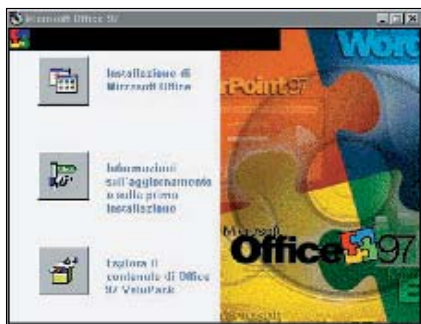 Microsoft Office 97
Installazione di
Microsoft Office
Informazioni
sull'aggiornamento
o sulla prima
installazione
Esplora il
contenuto di Office
97 ValuPack
Word
rPoint 97
Microsoft
Office 97
E
Microsoft